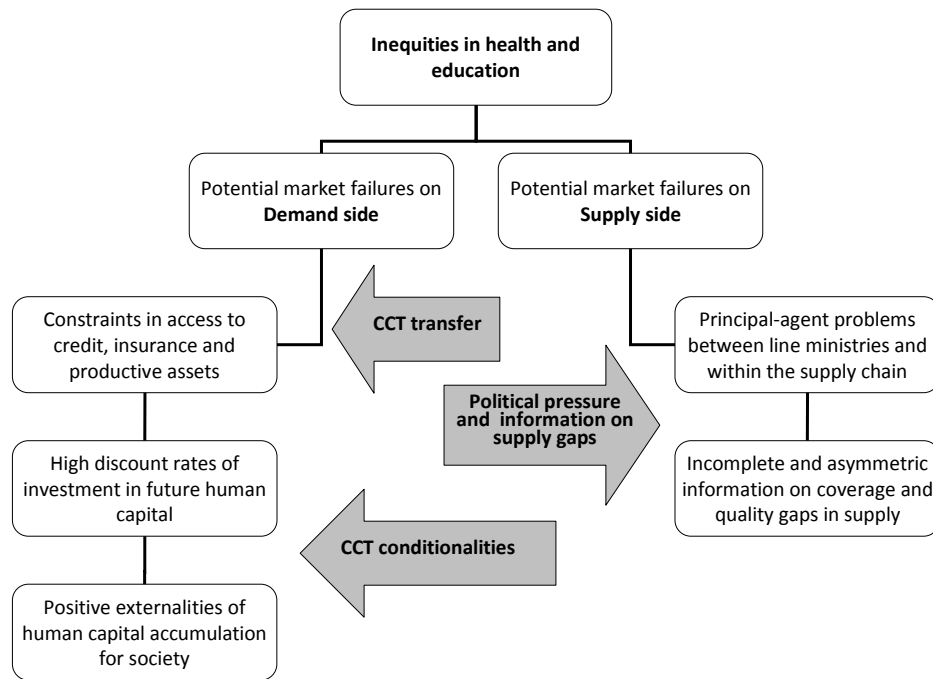 Inequities in health and
education
Potential market failures on
Demand side
Potential market failures on
Supply side
Constraints in access to
credit, insurance and
productive assets
CCT transfer
Principal-agent problems
between line ministries and
within the supply chain
Political pressure
and information on
supply gaps
High discount rates of
investment in future human
capital
Incomplete and asymmetric
information on coverage and
quality gaps in supply
CCT conditionalities
Positive externalities of
human capital accumulation
for society